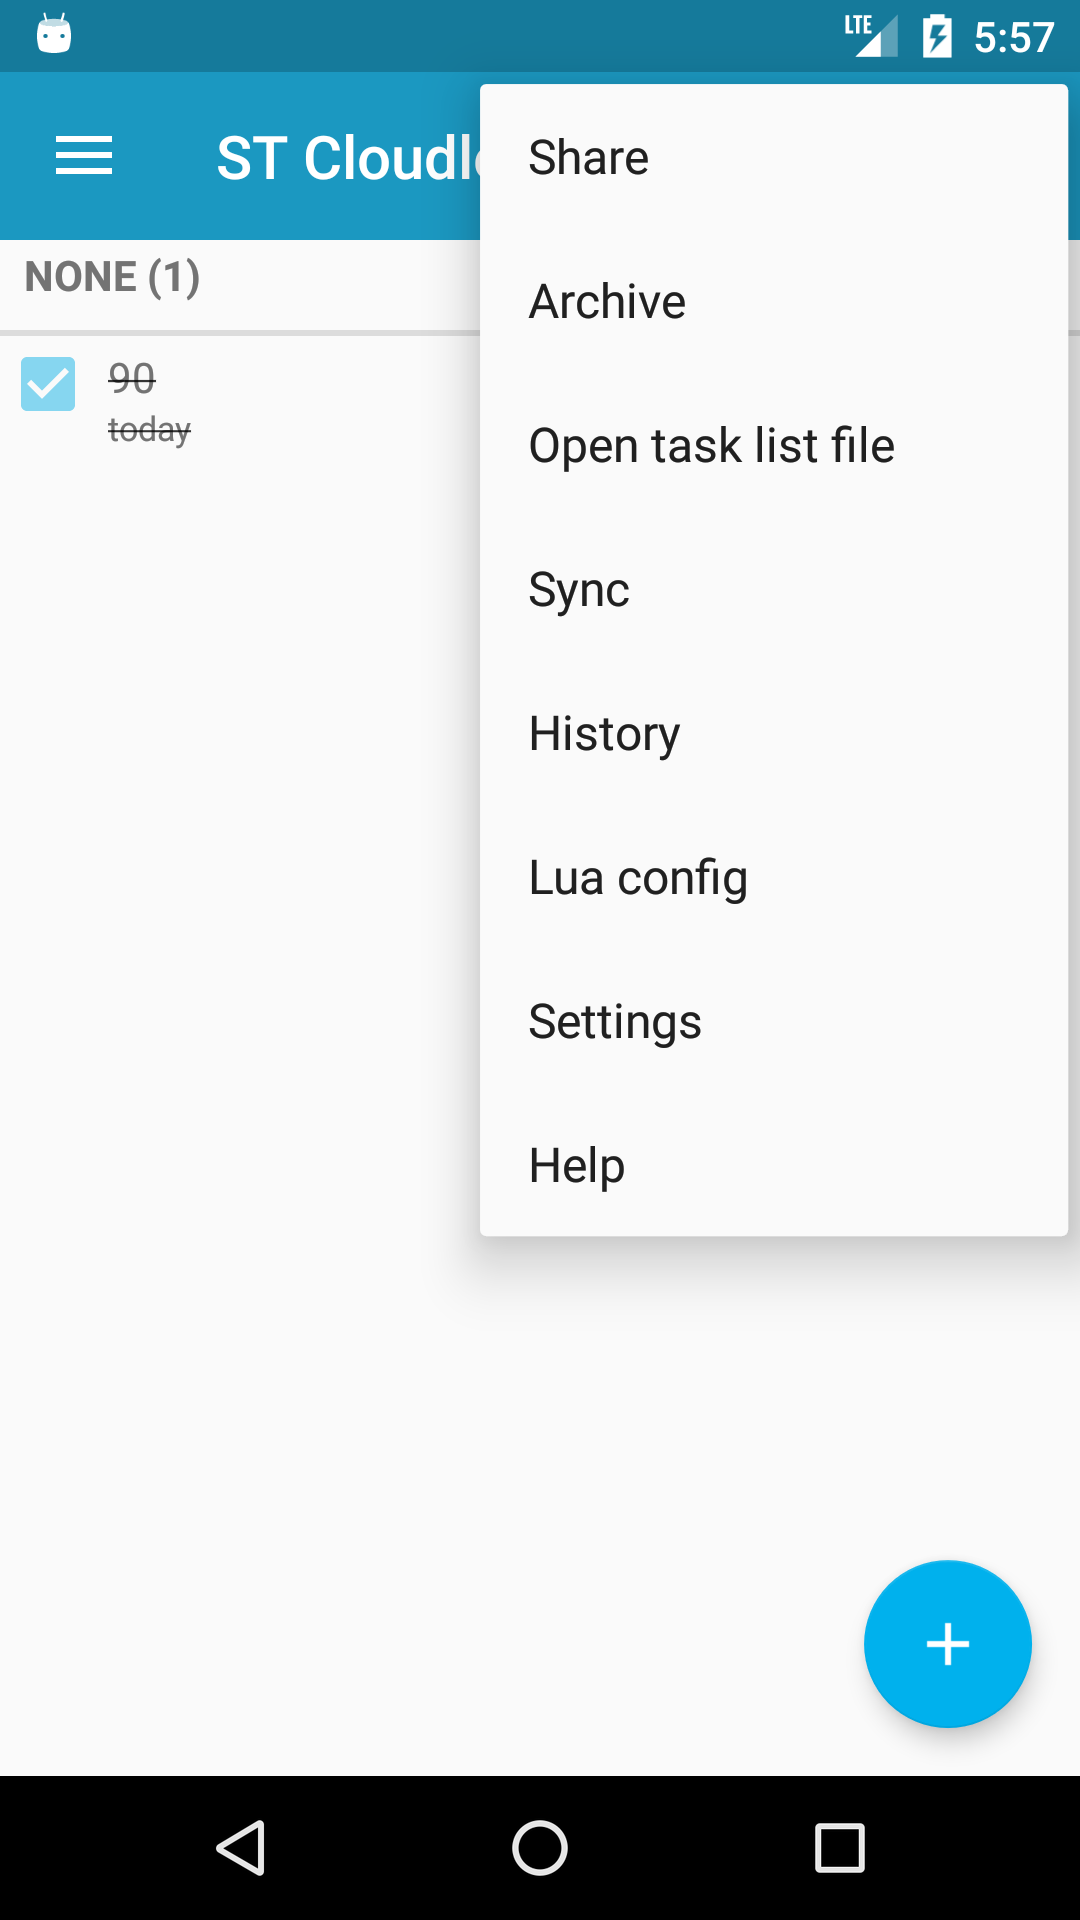 LTE 5:57
ST Cloudl
Share
Archive
Open task list file
Sync
History
Lua config
Settings
Help
NONE (1)
90
today